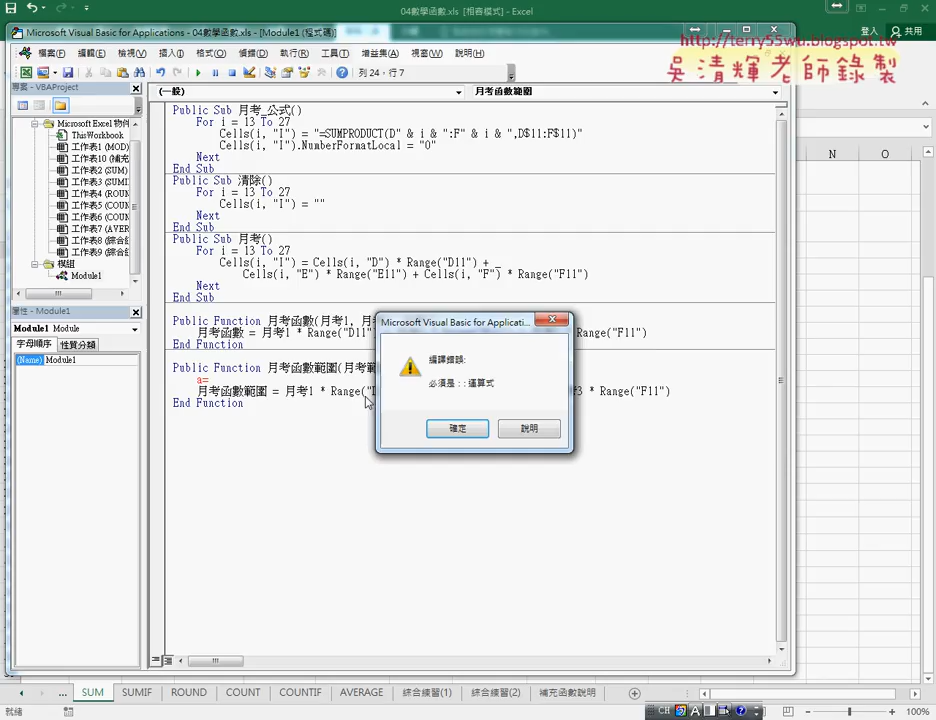 04數學函數.xls [相容模式] - Excel
登入 共用
Microsoft Visual Basic for Applications - 04數學函數.xls - [Module1 (程式碼)]
http://terry55wu.blogspot.tw
吳清輝老師錄製
檔案(F) 編輯(E) 檢視(V) 插入(I) 格式(O) 偵錯(D) 執行(R) 工具(T) 增益集(A) 視窗(W) 說明(H)
列 24，行 7
專案 - VBAProject
Microsoft Excel 物件
ThisWorkbook
工作表1 (MOD)
工作表10 (補充
工作表2 (SUM)
工作表3 (SUMI
工作表4 (ROUN
工作表5 (COUN
工作表6 (COUN
工作表7 (AVER
工作表8 (綜合
工作表9 (綜合
模組
Module1
屬性 - Module1
Module1 Module
字母順序 性質分類
(Name) Module1
(一般) 月考函數範圍
Public Sub 月考_公式()
For i = 13 To 27
Cells(i, "I") = "=SUMPRODUCT(D" & i & ":F" & i & ",D$11:F$11)"
Cells(i, "I").NumberFormatLocal = "0"
Next
End Sub
Public Sub 清除()
For i = 13 To 27
Cells(i, "I") = ""
Next
End Sub
Public Sub 月考()
For i = 13 To 27
Cells(i, "I") = Cells(i, "D") * Range("D11") + _
Cells(i, "E") * Range("E11") + Cells(i, "F") * Range("F11")
Next
End Sub
Public Function 月考函數(月考1, 月
月考函數 = 月考1 * Range("D11" * Range("F11")
End Function
Public Function 月考函數範圍(月考範
a=
月考函數範圍 = 月考1 * Range("D 3 * Range("F11")
End Function
Microsoft Visual Basic for Applicati...
編譯錯誤:
必須是: : 運算式
確定 說明
N O
... SUM SUMIF ROUND COUNT COUNTIF AVERAGE 綜合練習(1) 綜合練習(2) 補充函數說明
就緒
CH
100%